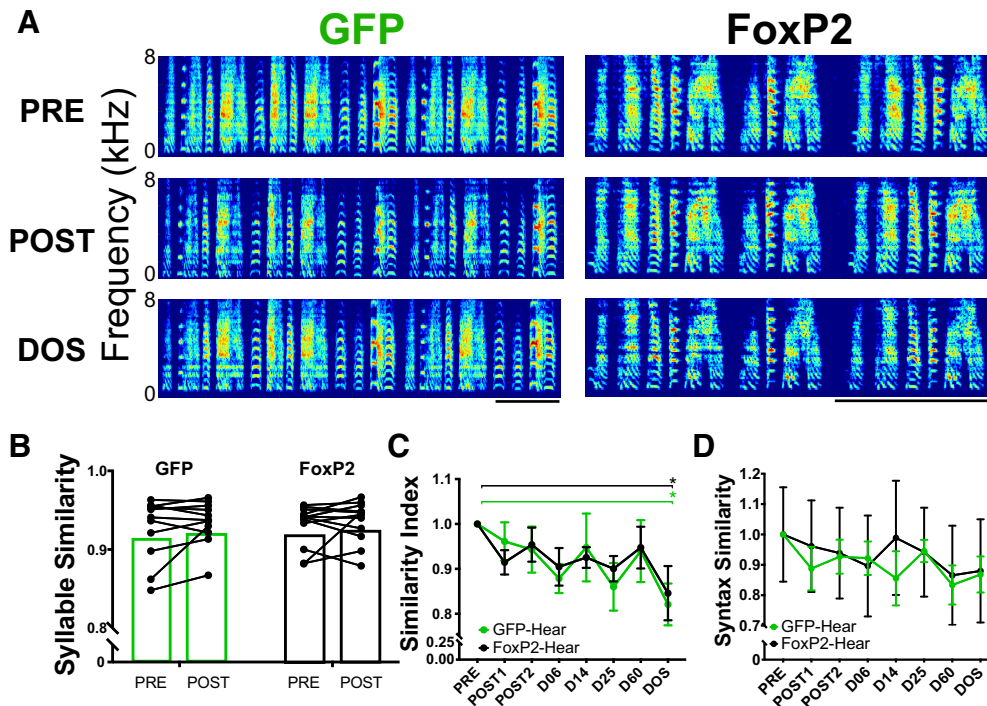 A
GFP
FoxP2
PRE
POST
DOS
Frequency (kHz)
8
0
8
0
8
0
B
GFP
FoxP2
Syllable Similarity
1.0
0.9
0.8
0
PRE
POST
PRE
POST
C
Similarity Index
1.1
1.0
0.9
0.8
0.25
0.00
*
*
GFP-Hear
FoxP2-Hear
PRE
POST1
POST2
D06
D14
D25
D60
DOS
D
Syntax Similarity
1.2
1.1
1.0
0.9
0.8
0.7
0
GFP-Hear
FoxP2-Hear
PRE
POST1
POST2
D06
D14
D25
D60
DOS